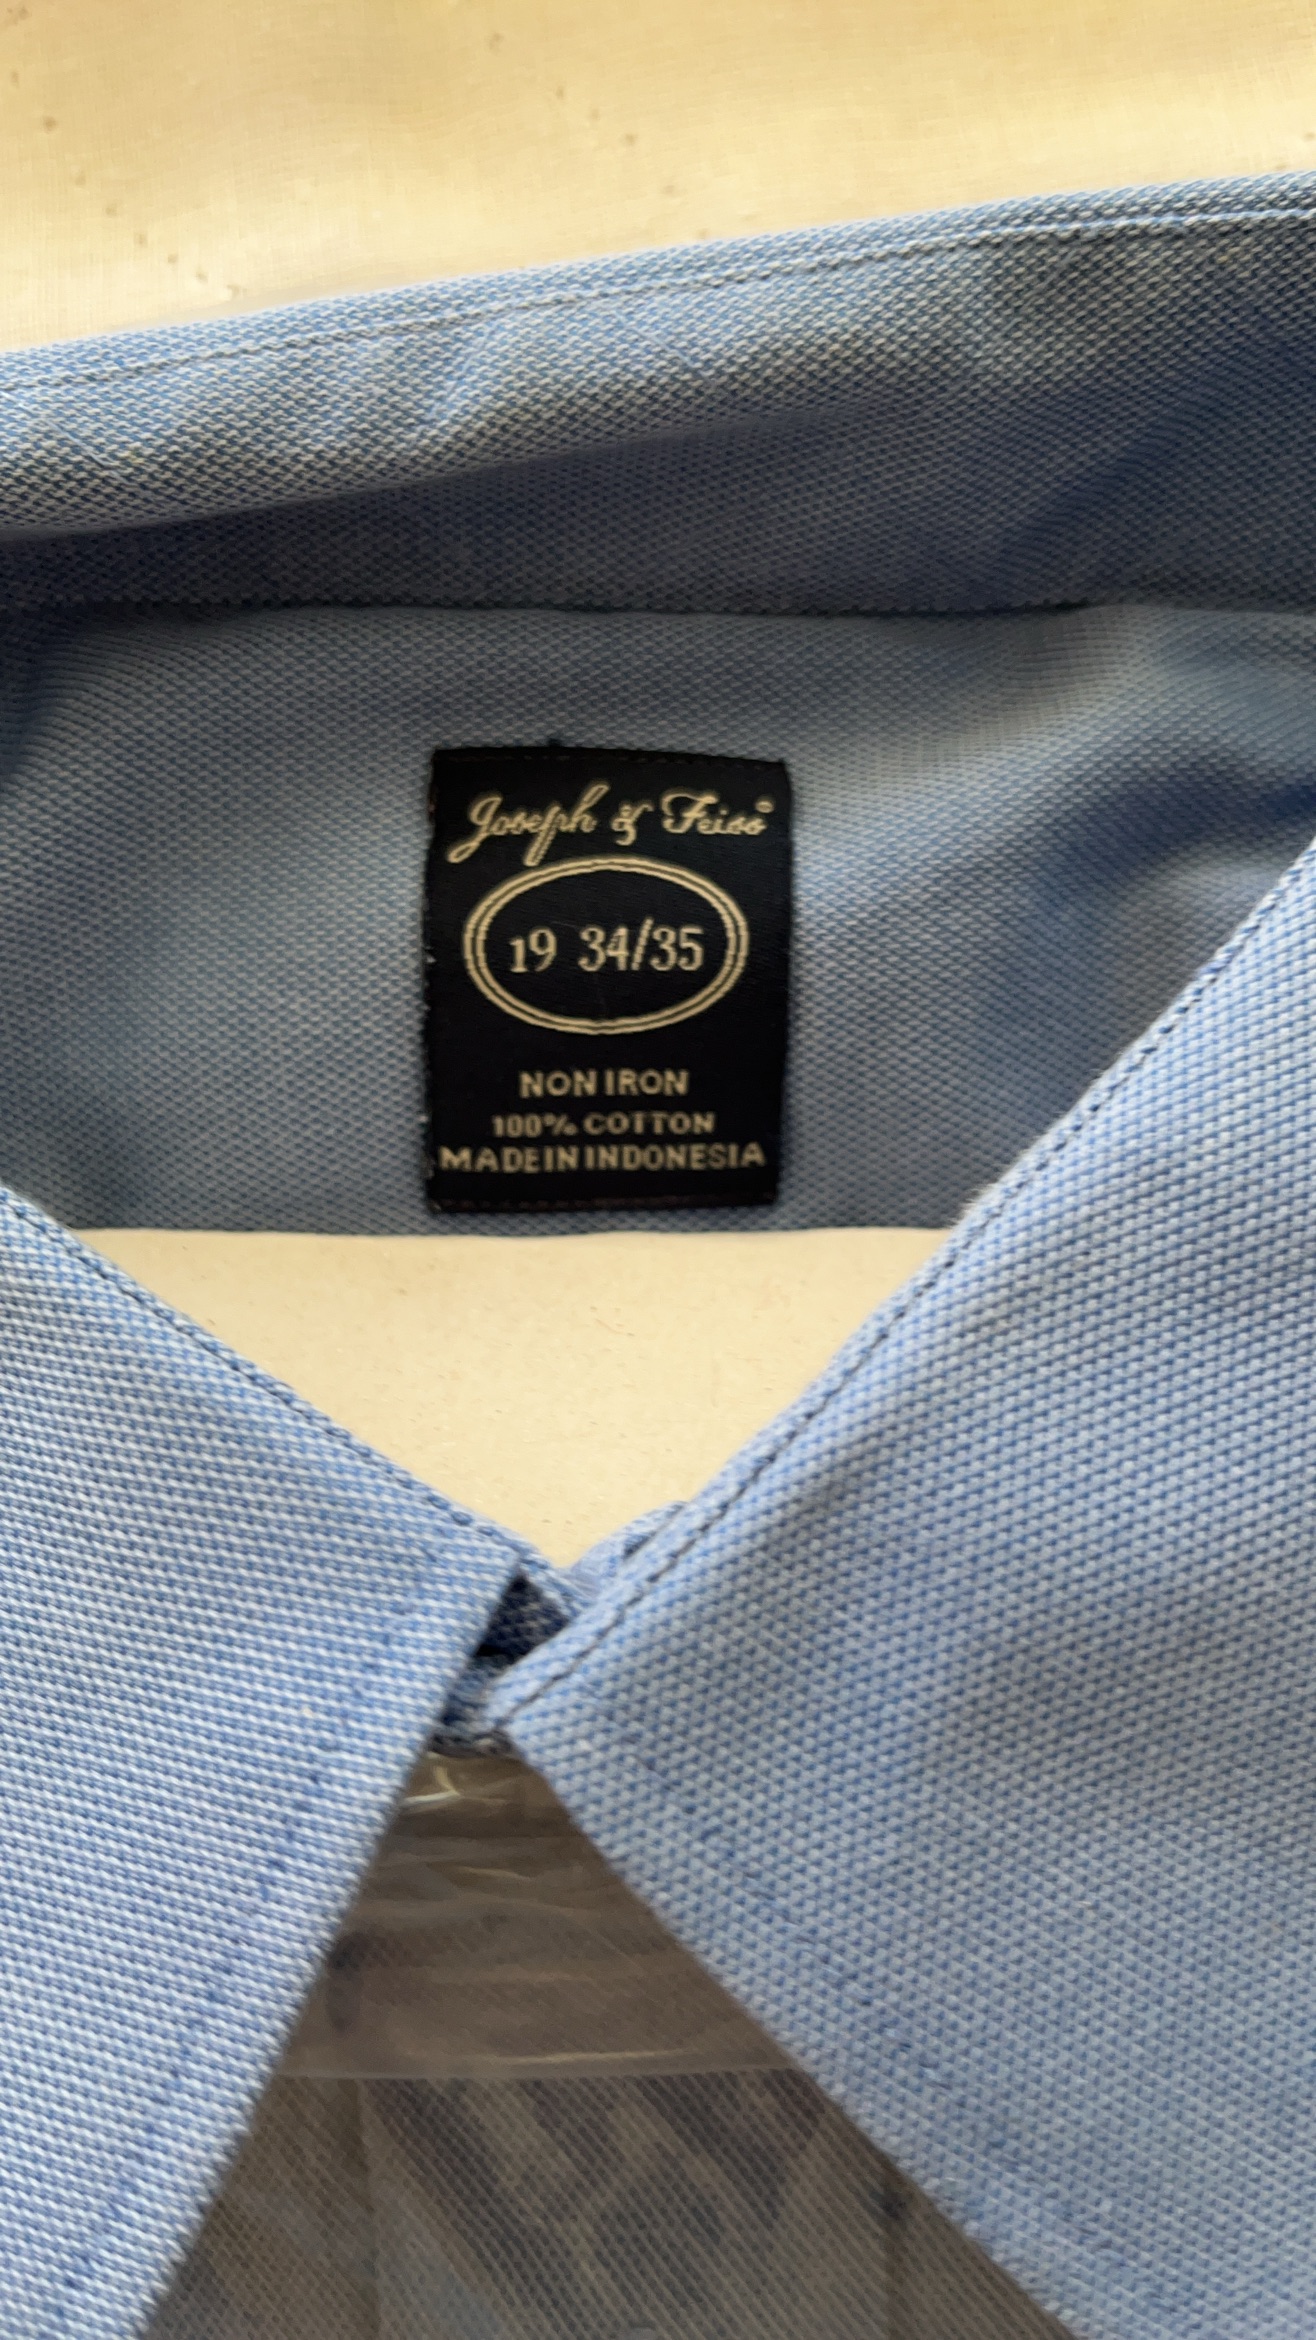 Joseph & Feiss®
19 34/35
NON IRON
100% COTTON
MADE IN INDONESIA